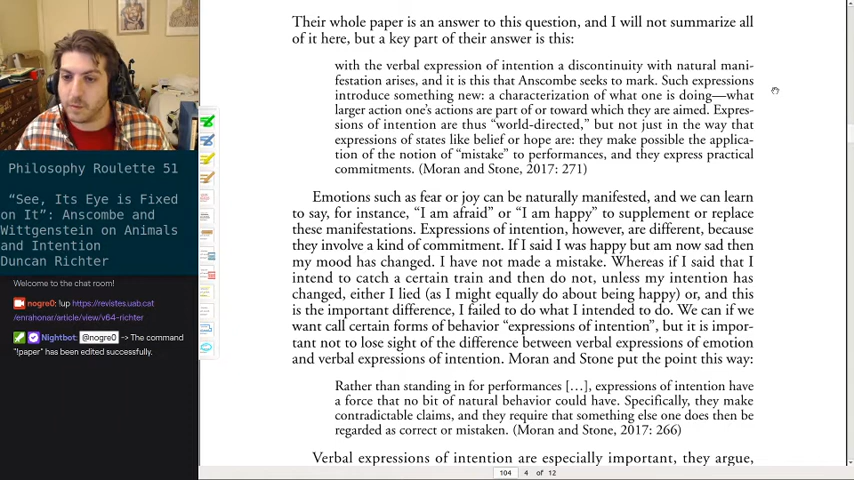 Their whole paper is an answer to this question, and I will not summarize all
of it here, but a key part of their answer is this:
with the verbal expression of intention a discontinuity with natural mani-
festation arises, and it is this that Anscombe seeks to mark. Such expressions
introduce something new: a characterization of what one is doing—what
larger action one's actions are part of or toward which they are aimed. Expres-
sions of intention are thus "world-directed," but not just in the way that
expressions of states like belief or hope are: they make possible the applica-
tion of the notion of "mistake" to performances, and they express practical
commitments. (Moran and Stone, 2017: 271)
Emotions such as fear or joy can be naturally manifested, and we can learn
to say, for instance, "I am afraid" or "I am happy" to supplement or replace
these manifestations. Expressions of intention, however, are different, because
they involve a kind of commitment. If I said I was happy but am now sad then
my mood has changed. I have not made a mistake. Whereas if I said that I
intend to catch a certain train and then do not, unless my intention has
changed, either I lied (as I might equally do about being happy) or, and this
is the important difference, I failed to do what I intended to do. We can if we
want call certain forms of behavior "expressions of intention", but it is impor-
tant not to lose sight of the difference between verbal expressions of emotion
and verbal expressions of intention. Moran and Stone put the point this way:
Rather than standing in for performances […], expressions of intention have
a force that no bit of natural behavior could have. Specifically, they make
contradictable claims, and they require that something else one does then be
regarded as correct or mistaken. (Moran and Stone, 2017: 266)
Verbal expressions of intention are especially important, they argue,
104 4 of 12
Philosophy Roulette 51
"See, Its Eye is Fixed
on It": Anscombe and
Wittgenstein on Animals
and Intention
Duncan Richter
Welcome to the chat room!
nogre0: !up https://revistes.uab.cat
/enrahonar/article/view/v64-richter
Nightbot: @nogre0 The command
"!paper" has been edited successfully.